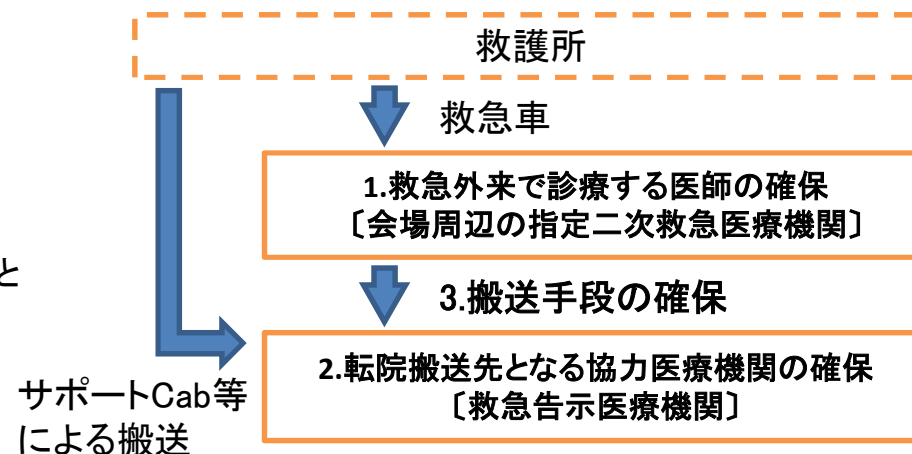 救護所
救急車
1.救急外来で診療する医師の確保
〔会場周辺の指定二次救急医療機関〕
と
3.搬送手段の確保
2.転院搬送先となる協力医療機関の確保
〔救急告示医療機関〕
サポートCab等
による搬送